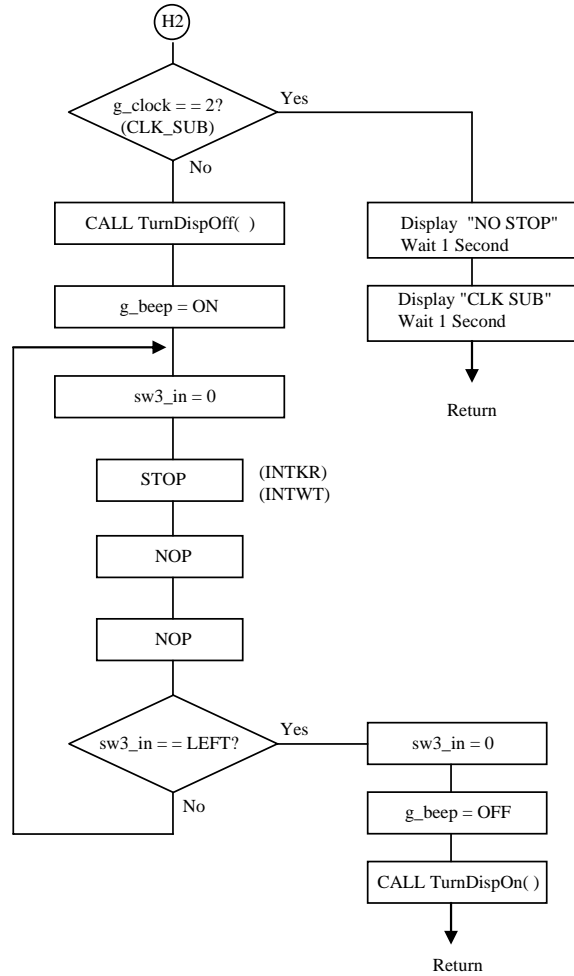 H2
g_clock = = 2?
(CLK_SUB)
Yes
No
CALL TurnDispOff( )
Display "NO STOP"
Wait 1 Second
g_beep = ON
Display "CLK SUB"
Wait 1 Second
sw3_in = 0
Return
STOP
(INTKR)
(INTWT)
NOP
NOP
sw3_in = = LEFT?
Yes
No
sw3_in = 0
g_beep = OFF
CALL TurnDispOn( )
Return